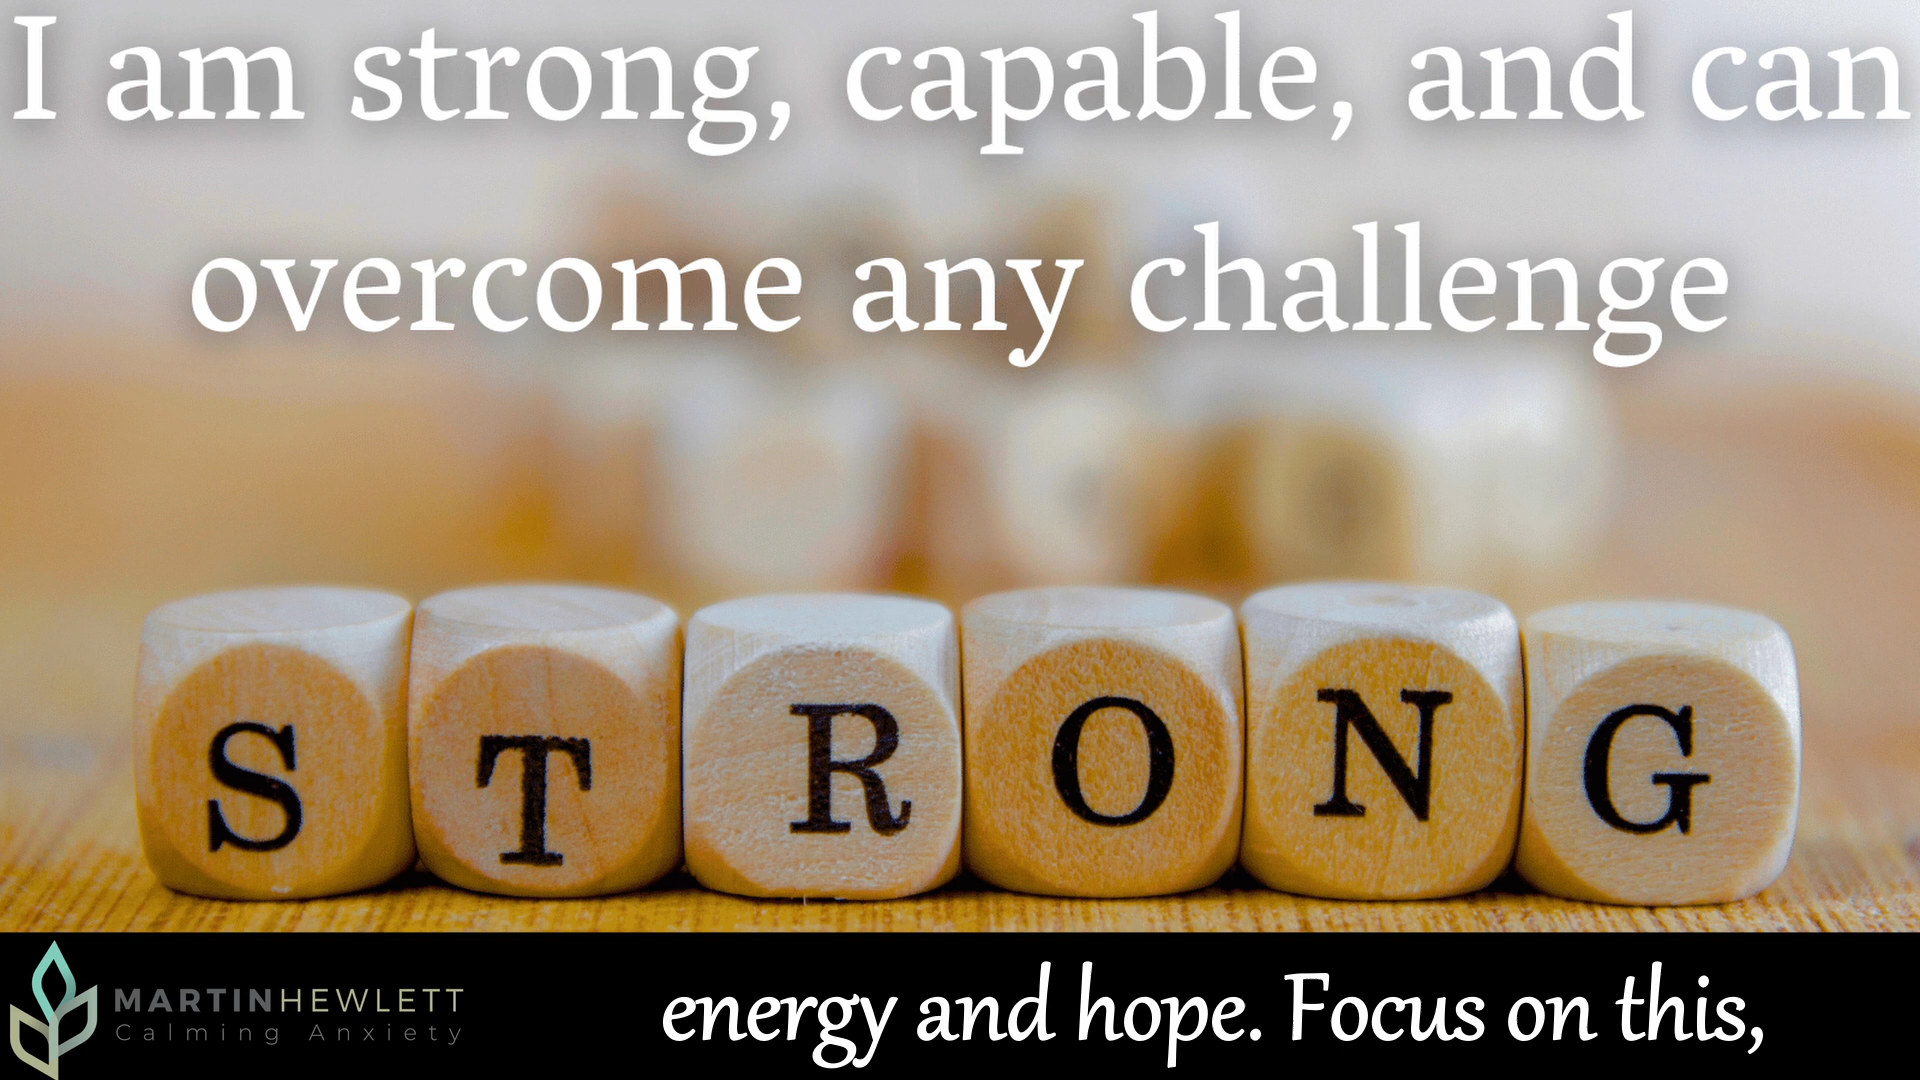 I am strong, capable, and can
overcome any challenge
STRONG
MARTINHEWLETT
Calming Anxiety
energy and hope. Focus on this,